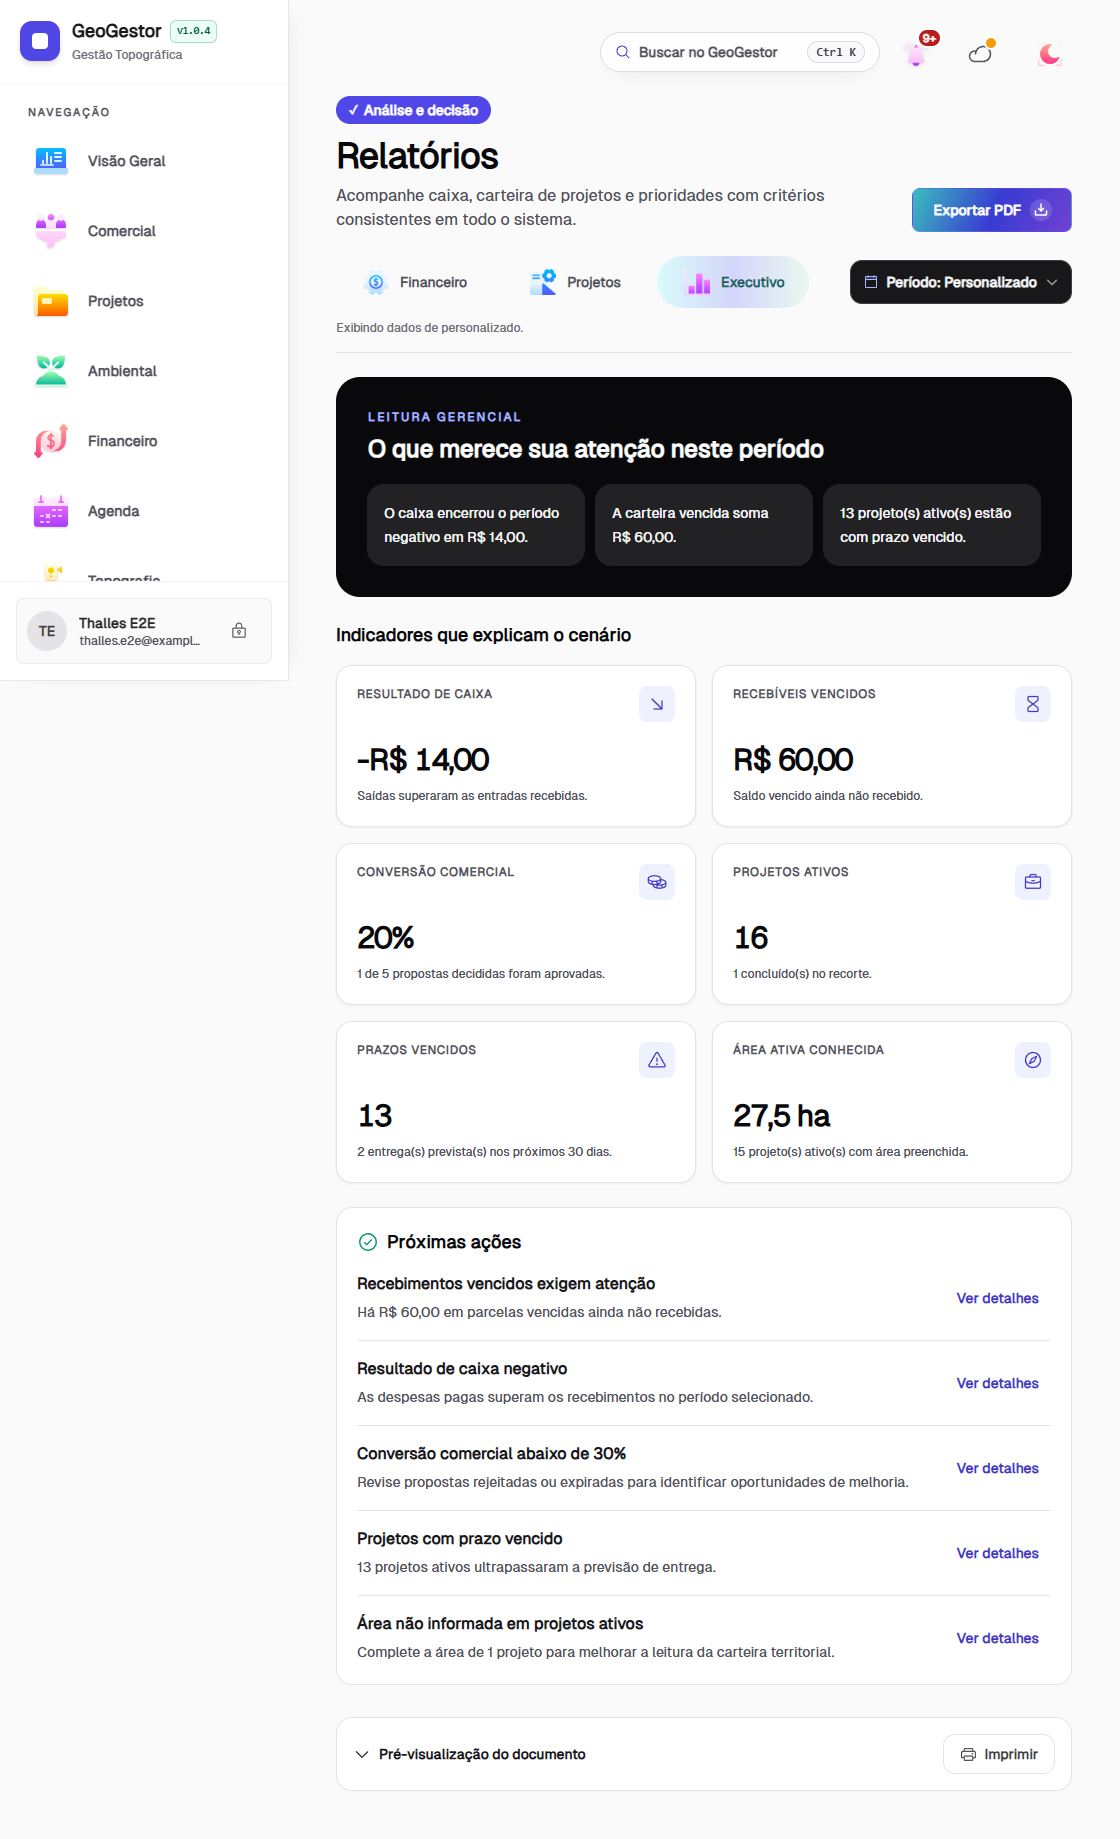 GeoGestor v1.0.4
Gestão Topográfica
NAVEGAÇÃO
Visão Geral
Comercial
Projetos
Ambiental
Financeiro
Agenda
Topografia
TE
Thalles E2E
thalles.e2e@exampl...
Buscar no GeoGestor Ctrl K
9+
✓ Análise e decisão
Relatórios
Acompanhe caixa, carteira de projetos e prioridades com critérios
consistentes em todo o sistema.
Exportar PDF
Financeiro
Projetos
Executivo
Período: Personalizado
Exibindo dados de personalizado.
LEITURA GERENCIAL
O que merece sua atenção neste período
O caixa encerrou o período
negativo em R$ 14,00.
A carteira vencida soma
R$ 60,00.
13 projeto(s) ativo(s) estão
com prazo vencido.
Indicadores que explicam o cenário
RESULTADO DE CAIXA
-R$ 14,00
Saídas superaram as entradas recebidas.
RECEBÍVEIS VENCIDOS
R$ 60,00
Saldo vencido ainda não recebido.
CONVERSÃO COMERCIAL
20%
1 de 5 propostas decididas foram aprovadas.
PROJETOS ATIVOS
16
1 concluído(s) no recorte.
PRAZOS VENCIDOS
13
2 entrega(s) prevista(s) nos próximos 30 dias.
ÁREA ATIVA CONHECIDA
27,5 ha
15 projeto(s) ativo(s) com área preenchida.
Próximas ações
Recebimentos vencidos exigem atenção
Há R$ 60,00 em parcelas vencidas ainda não recebidas.
Ver detalhes
Resultado de caixa negativo
As despesas pagas superam os recebimentos no período selecionado.
Ver detalhes
Conversão comercial abaixo de 30%
Revise propostas rejeitadas ou expiradas para identificar oportunidades de melhoria.
Ver detalhes
Projetos com prazo vencido
13 projetos ativos ultrapassaram a previsão de entrega.
Ver detalhes
Área não informada em projetos ativos
Complete a área de 1 projeto para melhorar a leitura da carteira territorial.
Ver detalhes
Pré-visualização do documento
Imprimir